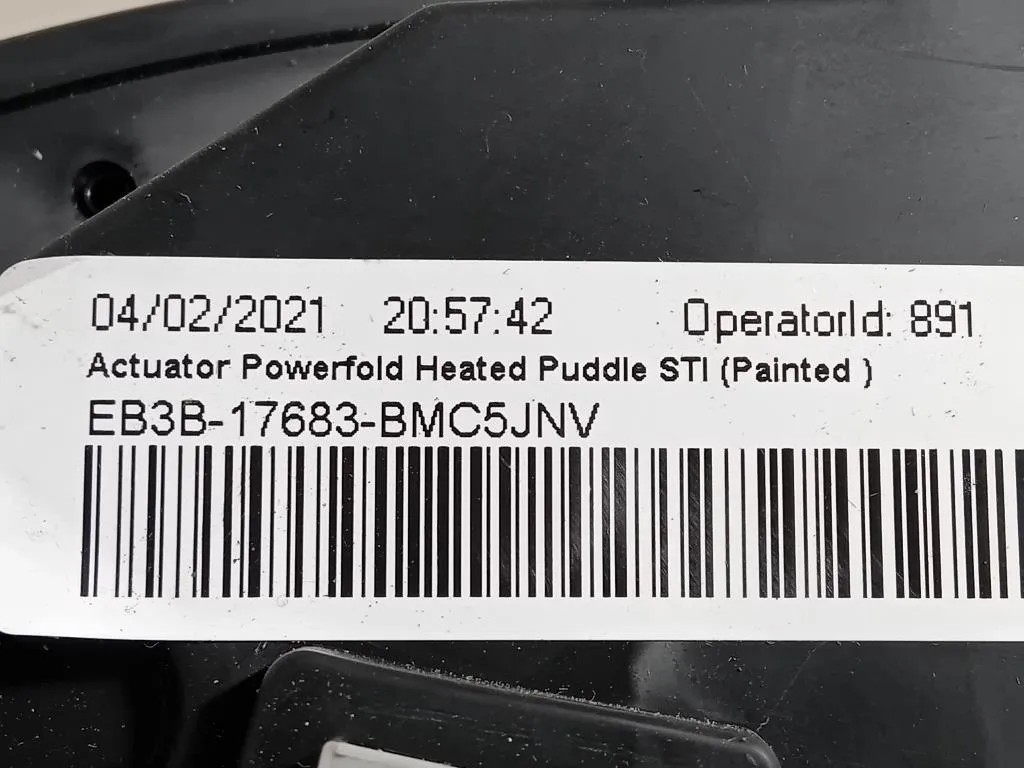 04/02/2021 20:57:42 OperatorId: 891
Actuator Powerfold Heated Puddle STI (Painted )
EB3B-17683-BMC5JNV